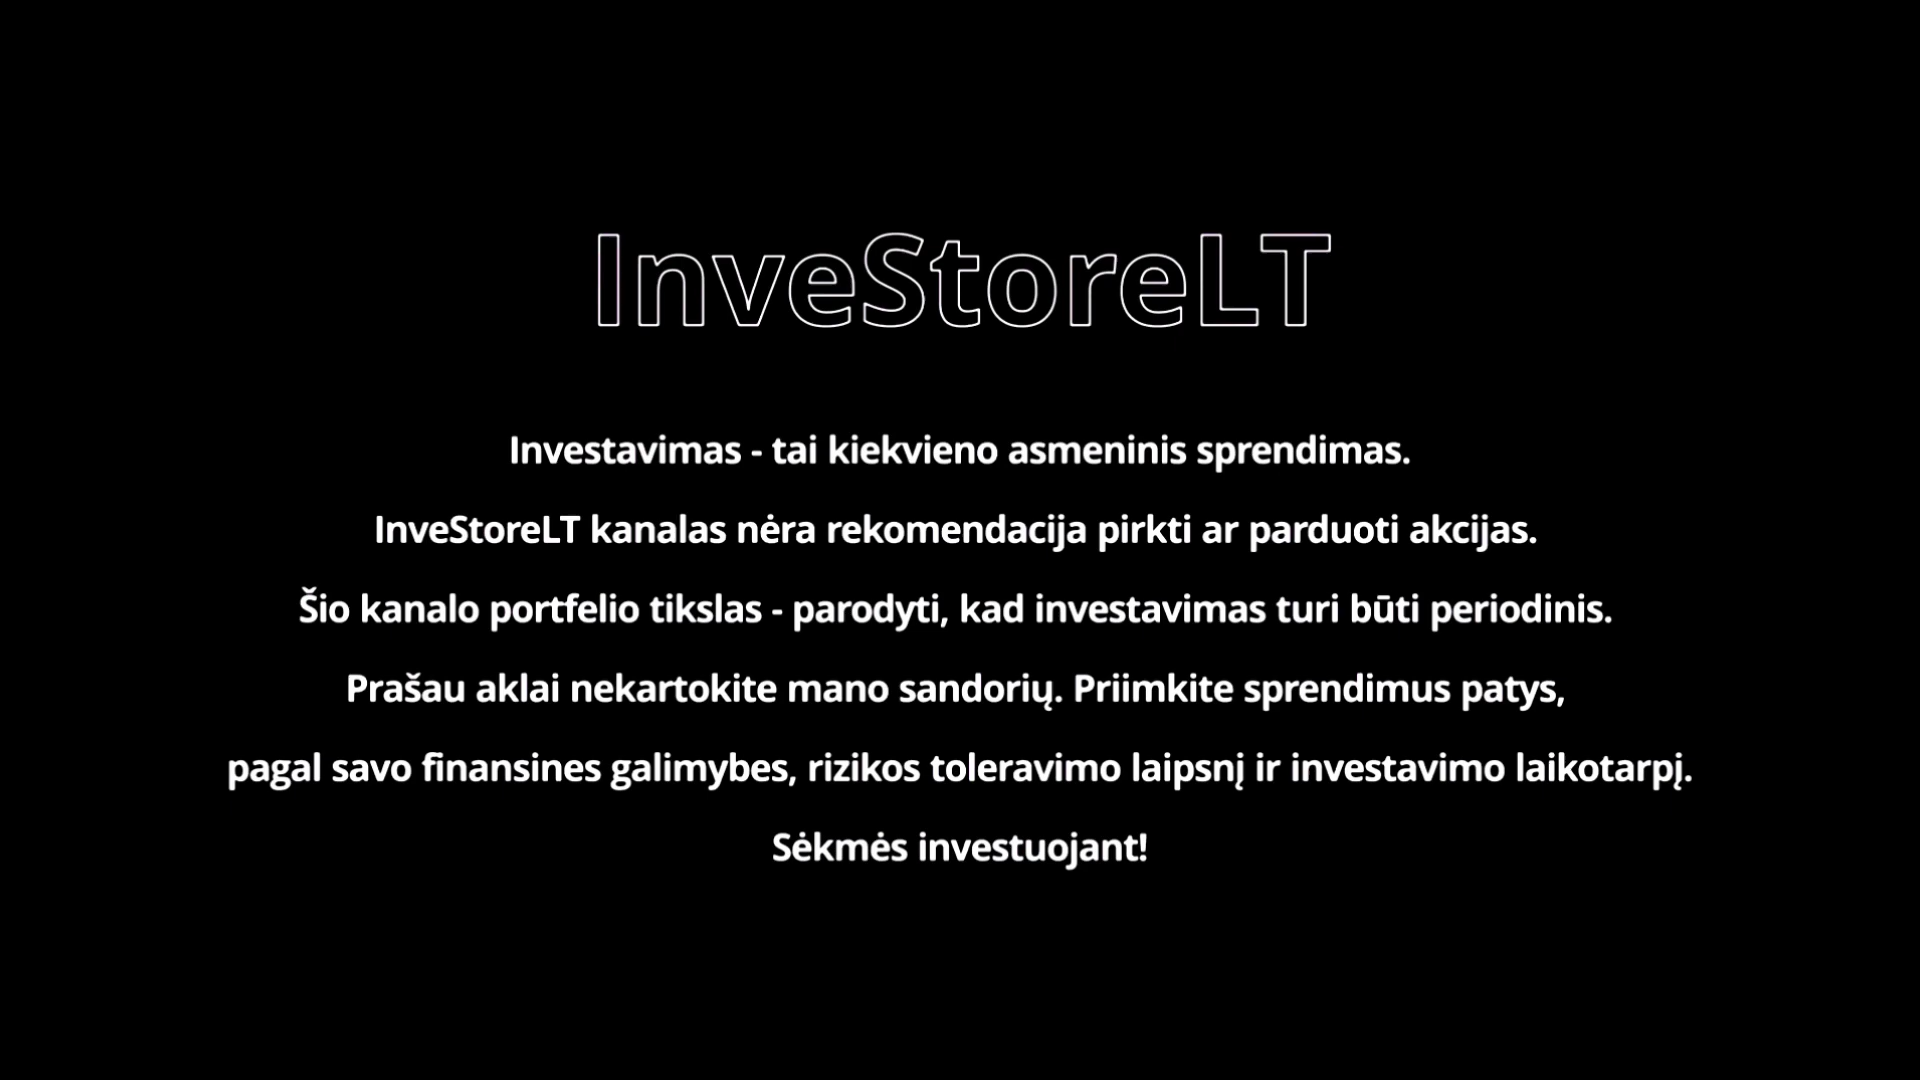 InveStoreLT
Investavimas - tai kiekvieno asmeninis sprendimas.
InveStoreLT kanalas nėra rekomendacija pirkti ar parduoti akcijas.
Šio kanalo portfelio tikslas - parodyti, kad investavimas turi būti periodinis.
Prašau aklai nekartokite mano sandorių. Priimkite sprendimus patys,
pagal savo finansines galimybes, rizikos toleravimo laipsnį ir investavimo laikotarpį.
Sėkmės investuojant!